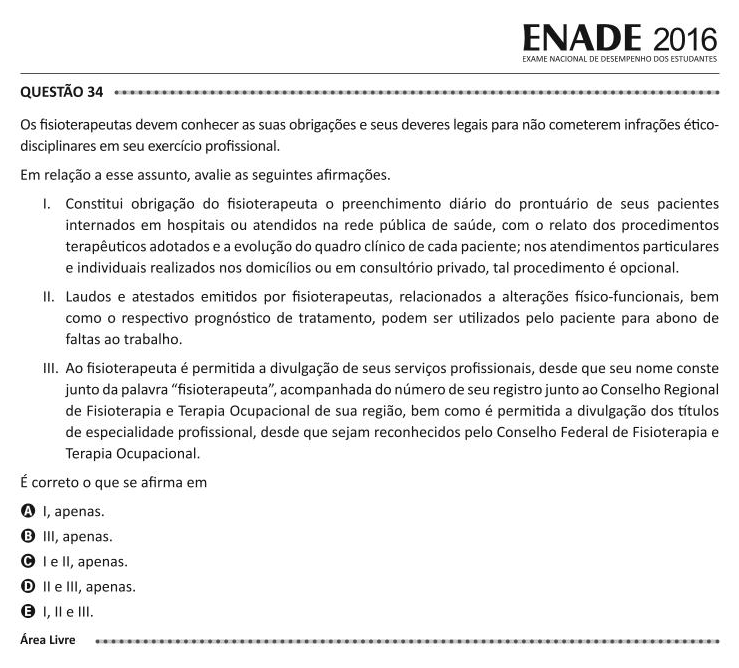 ENADE 2016
EXAME NACIONAL DE DESEMPENHO DOS ESTUDANTES
QUESTÃO 34
Os fisioterapeutas devem conhecer as suas obrigações e seus deveres legais para não cometerem infrações ético-
disciplinares em seu exercício profissional.
Em relação a esse assunto, avalie as seguintes afirmações.
I. Constitui obrigação do fisioterapeuta o preenchimento diário do prontuário de seus pacientes
internados em hospitais ou atendidos na rede pública de saúde, com o relato dos procedimentos
terapêuticos adotados e a evolução do quadro clínico de cada paciente; nos atendimentos particulares
e individuais realizados nos domicílios ou em consultório privado, tal procedimento é opcional.
II. Laudos e atestados emitidos por fisioterapeutas, relacionados a alterações físico-funcionais, bem
como o respectivo prognóstico de tratamento, podem ser utilizados pelo paciente para abono de
faltas ao trabalho.
III. Ao fisioterapeuta é permitida a divulgação de seus serviços profissionais, desde que seu nome conste
junto da palavra “fisioterapeuta”, acompanhada do número de seu registro junto ao Conselho Regional
de Fisioterapia e Terapia Ocupacional de sua região, bem como é permitida a divulgação dos títulos
de especialidade profissional, desde que sejam reconhecidos pelo Conselho Federal de Fisioterapia e
Terapia Ocupacional.
É correto o que se afirma em
A I, apenas.
B III, apenas.
C I e II, apenas.
D II e III, apenas.
E I, II e III.
Área Livre